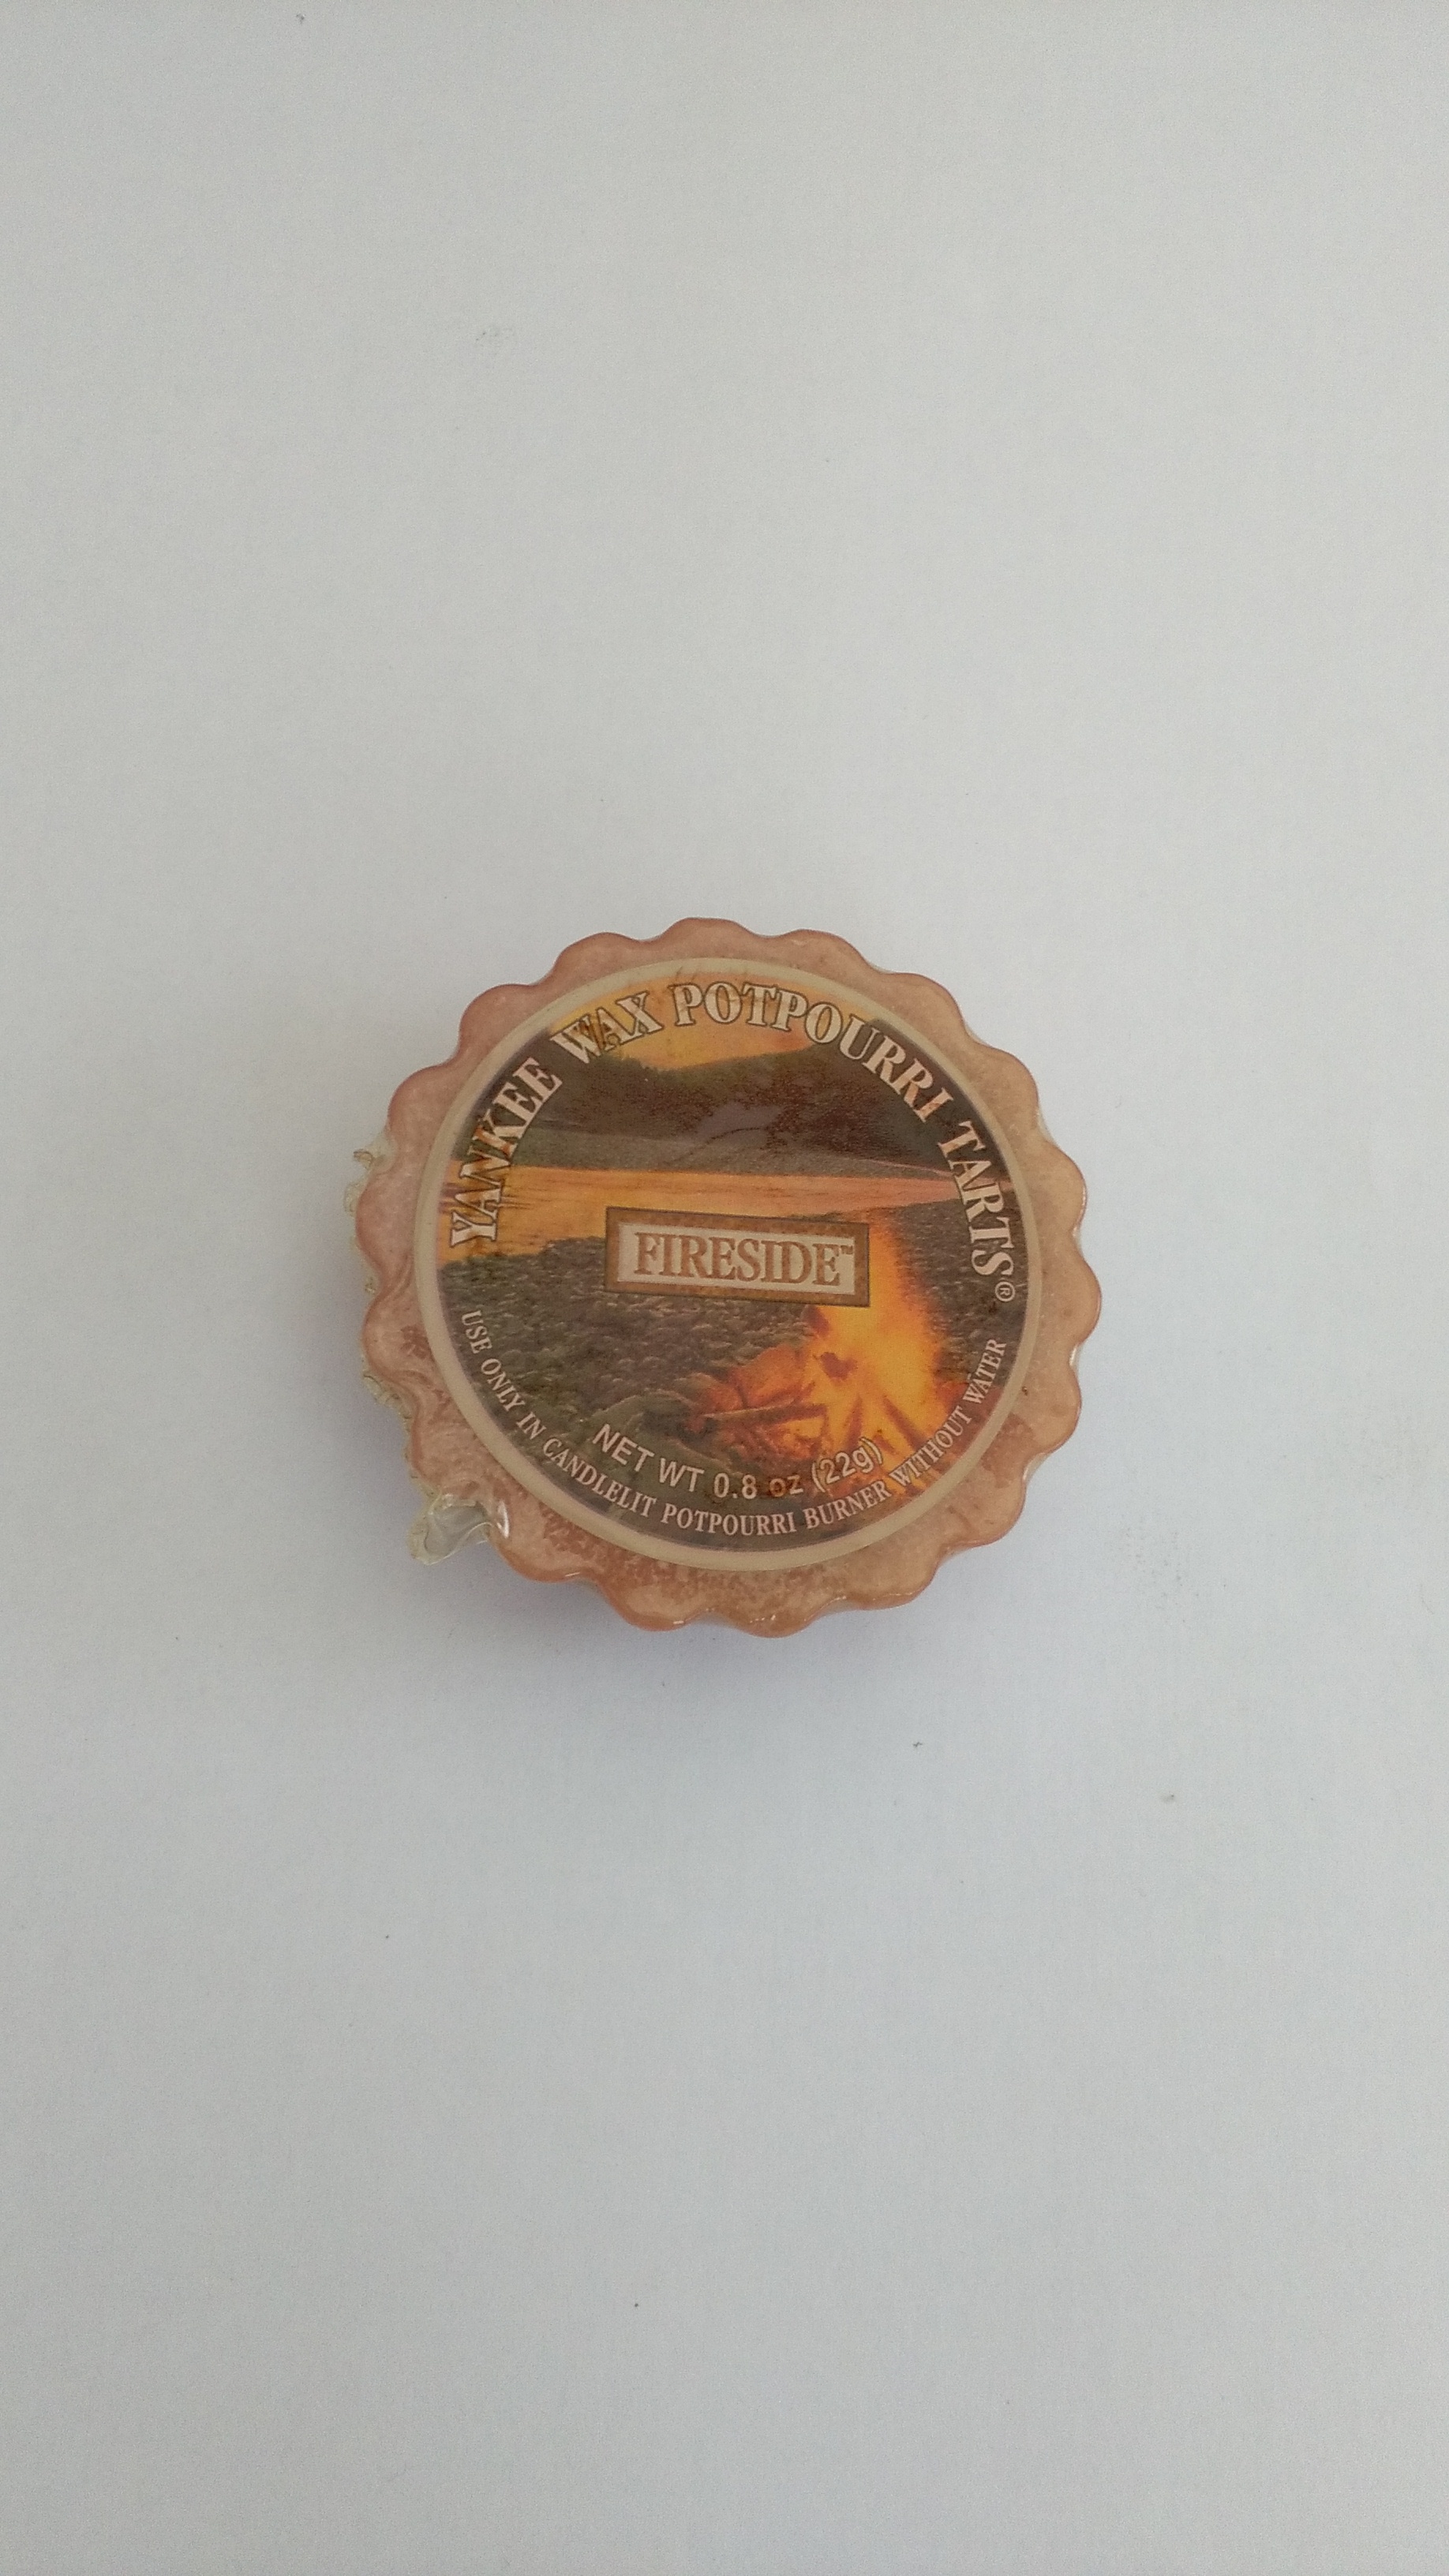 YANKEE WAX POTPOURRI TARTS®
FIRESIDE™
NET WT 0.8 oz (22g)
USE ONLY IN CANDLELIT POTPOURRI BURNER WITHOUT WATER